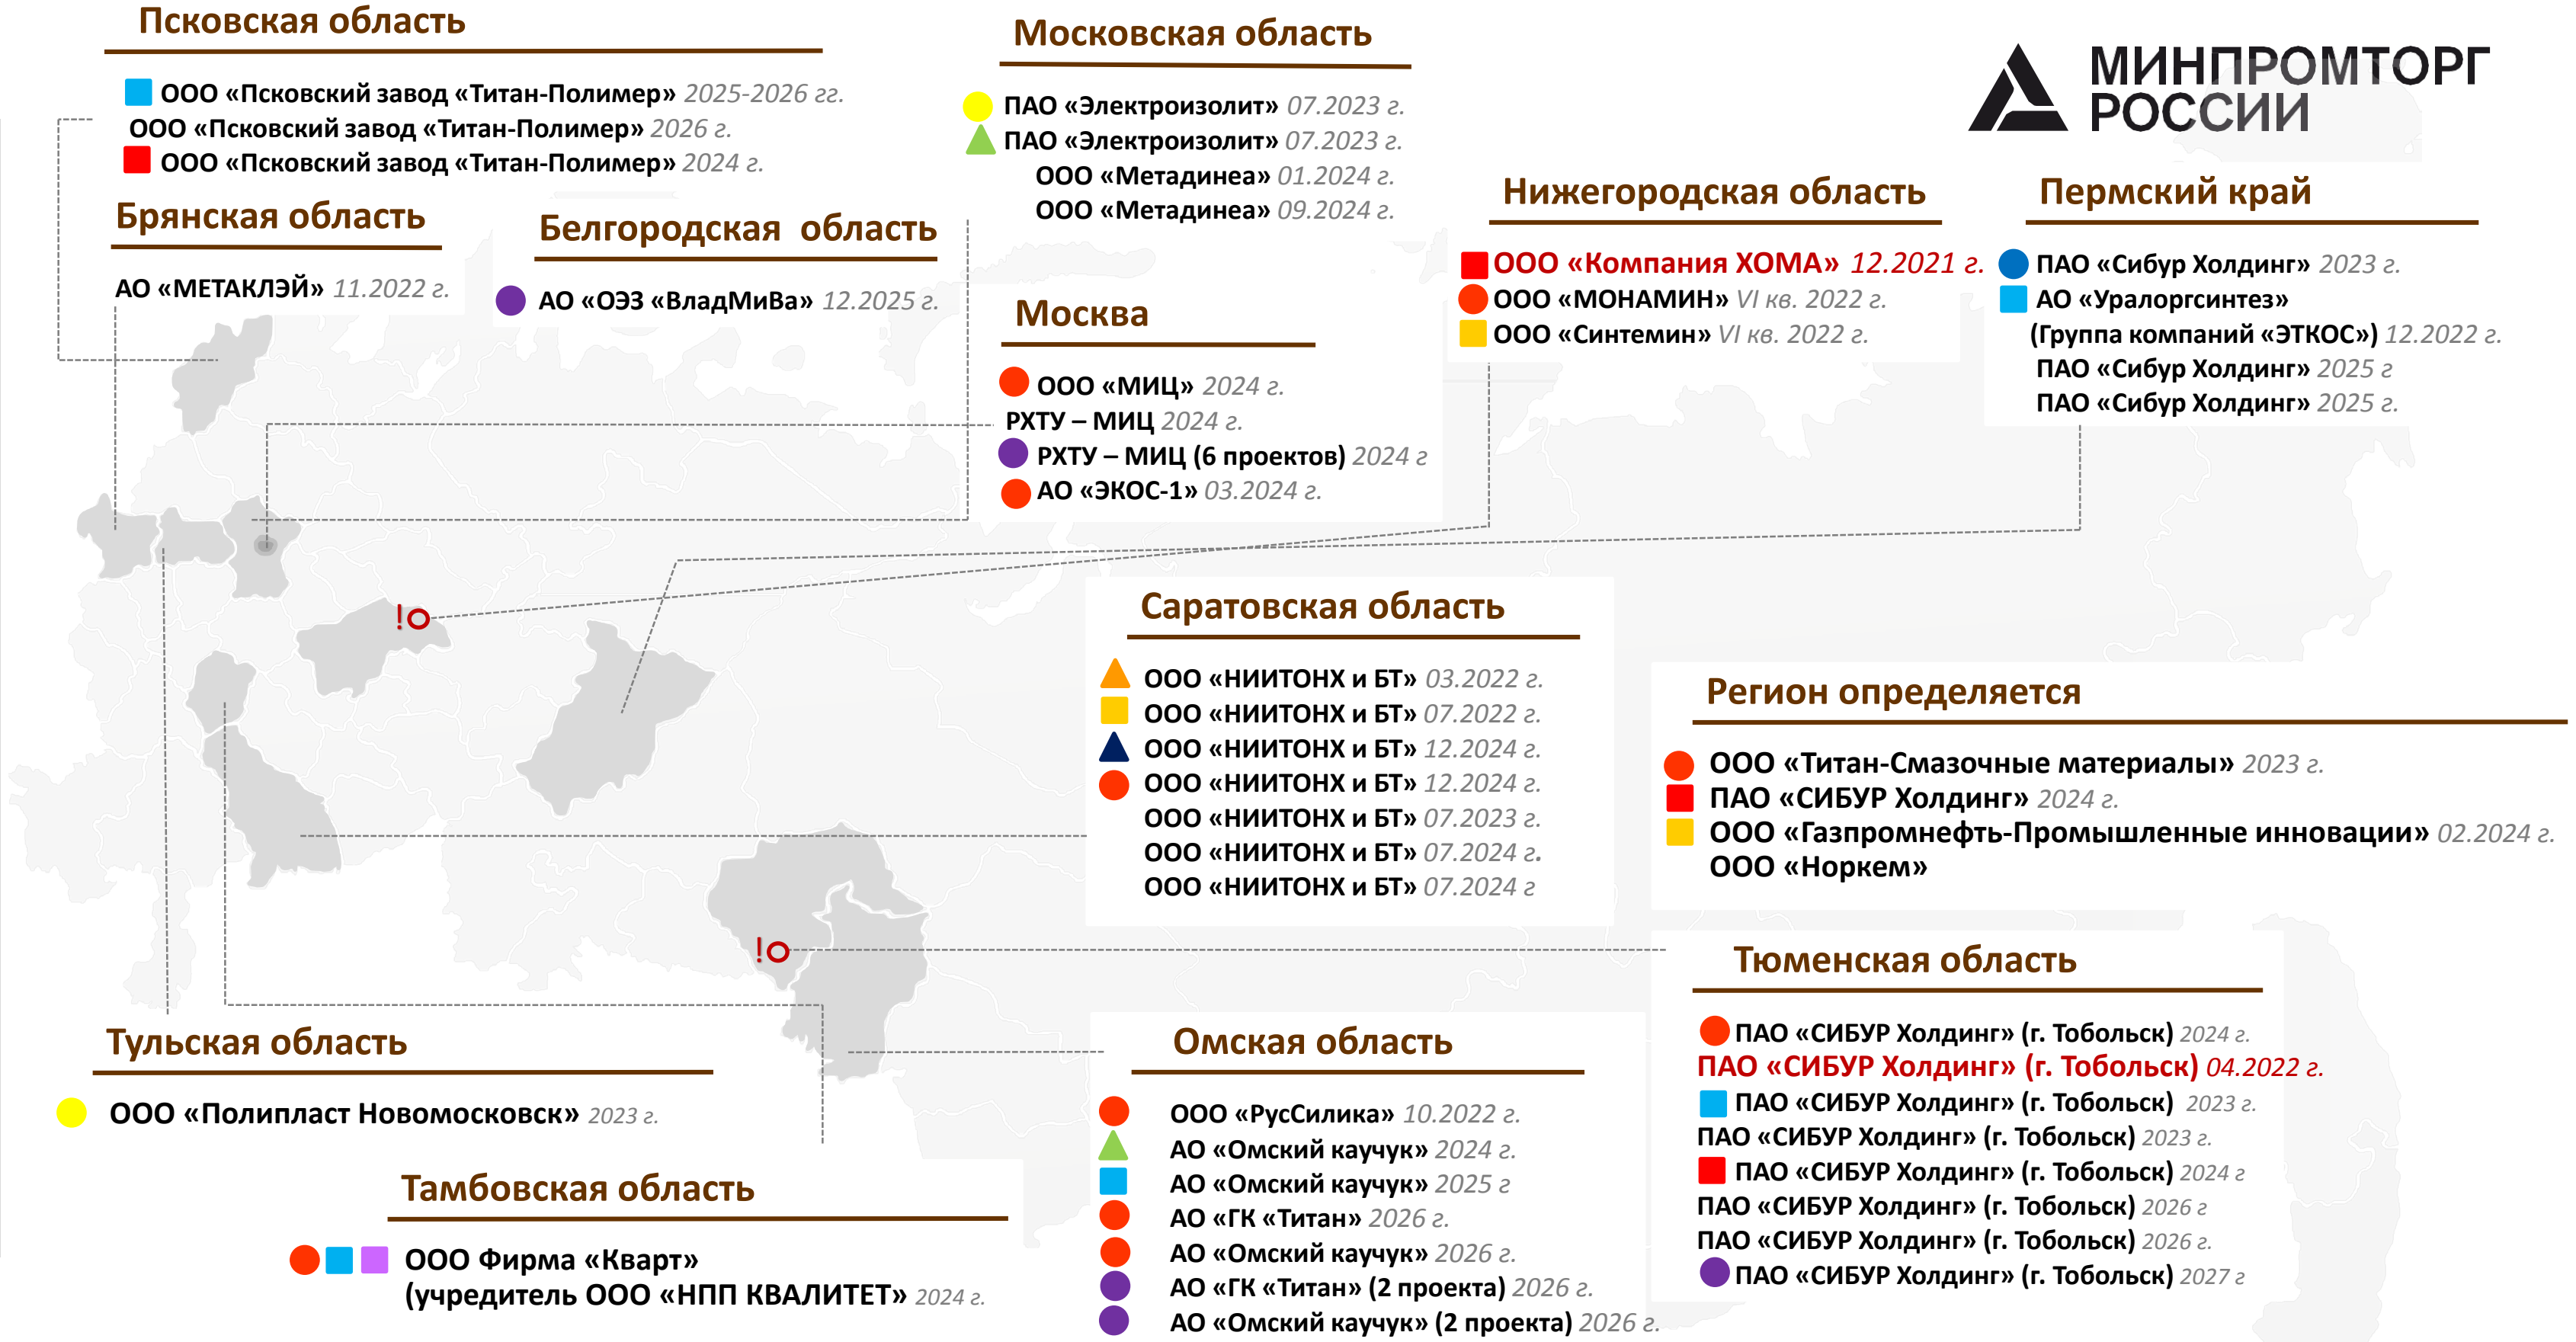 Псковская область
ООО «Псковский завод «Титан-Полимер» 2025-2026 гг.
ООО «Псковский завод «Титан-Полимер» 2026 г.
ООО «Псковский завод «Титан-Полимер» 2024 г.
Московская область
ПАО «Электроизолит» 07.2023 г.
ПАО «Электроизолит» 07.2023 г.
ООО «Метадинеа» 01.2024 г.
ООО «Метадинеа» 09.2024 г.
МИНПРОМТОРГ
РОССИИ
Брянская область
АО «МЕТАКЛЭЙ» 11.2022 г.
Белгородская область
АО «ОЭЗ «ВладМиВа» 12.2025 г.
Москва
ООО «МИЦ» 2024 г.
РХТУ – МИЦ 2024 г.
РХТУ – МИЦ (6 проектов) 2024 г
АО «ЭКОС-1» 03.2024 г.
Нижегородская область
ООО «Компания ХОМА» 12.2021 г.
ООО «МОНАМИН» VI кв. 2022 г.
ООО «Синтемин» VI кв. 2022 г.
Пермский край
ПАО «Сибур Холдинг» 2023 г.
АО «Уралоргсинтез»
(Группа компаний «ЭТКОС») 12.2022 г.
ПАО «Сибур Холдинг» 2025 г
ПАО «Сибур Холдинг» 2025 г.
!
Саратовская область
ООО «НИИТОНХ и БТ» 03.2022 г.
ООО «НИИТОНХ и БТ» 07.2022 г.
ООО «НИИТОНХ и БТ» 12.2024 г.
ООО «НИИТОНХ и БТ» 12.2024 г.
ООО «НИИТОНХ и БТ» 07.2023 г.
ООО «НИИТОНХ и БТ» 07.2024 г.
ООО «НИИТОНХ и БТ» 07.2024 г
Регион определяется
ООО «Титан-Смазочные материалы» 2023 г.
ПАО «СИБУР Холдинг» 2024 г.
ООО «Газпромнефть-Промышленные инновации» 02.2024 г.
ООО «Норкем»
!
Тюменская область
ПАО «СИБУР Холдинг» (г. Тобольск) 2024 г.
ПАО «СИБУР Холдинг» (г. Тобольск) 04.2022 г.
ПАО «СИБУР Холдинг» (г. Тобольск) 2023 г.
ПАО «СИБУР Холдинг» (г. Тобольск) 2023 г.
ПАО «СИБУР Холдинг» (г. Тобольск) 2024 г
ПАО «СИБУР Холдинг» (г. Тобольск) 2026 г
ПАО «СИБУР Холдинг» (г. Тобольск) 2026 г.
ПАО «СИБУР Холдинг» (г. Тобольск) 2027 г
Тульская область
ООО «Полипласт Новомосковск» 2023 г.
Тамбовская область
ООО Фирма «Кварт»
(учредитель ООО «НПП КВАЛИТЕТ» 2024 г.
Омская область
ООО «РусСилика» 10.2022 г.
АО «Омский каучук» 2024 г.
АО «Омский каучук» 2025 г
АО «ГК «Титан» 2026 г.
АО «Омский каучук» 2026 г.
АО «ГК «Титан» (2 проекта) 2026 г.
АО «Омский каучук» (2 проекта) 2026 г.